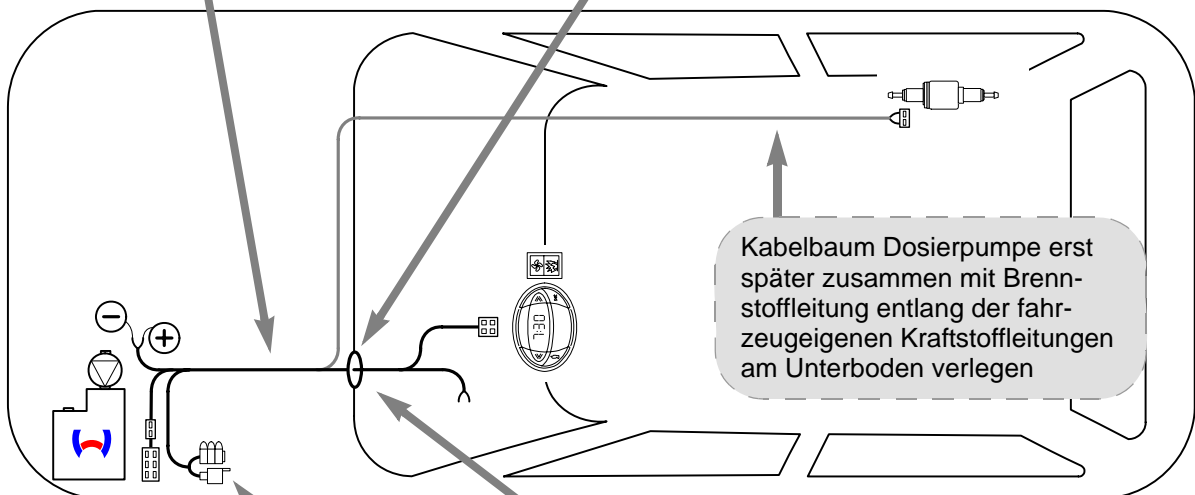 Kabelbaum Dosierpumpe erst
später zusammen mit Brenn-
stoffleitung entlang der fahr-
zeugeigenen Kraftstoffleitungen
am Unterboden verlegen